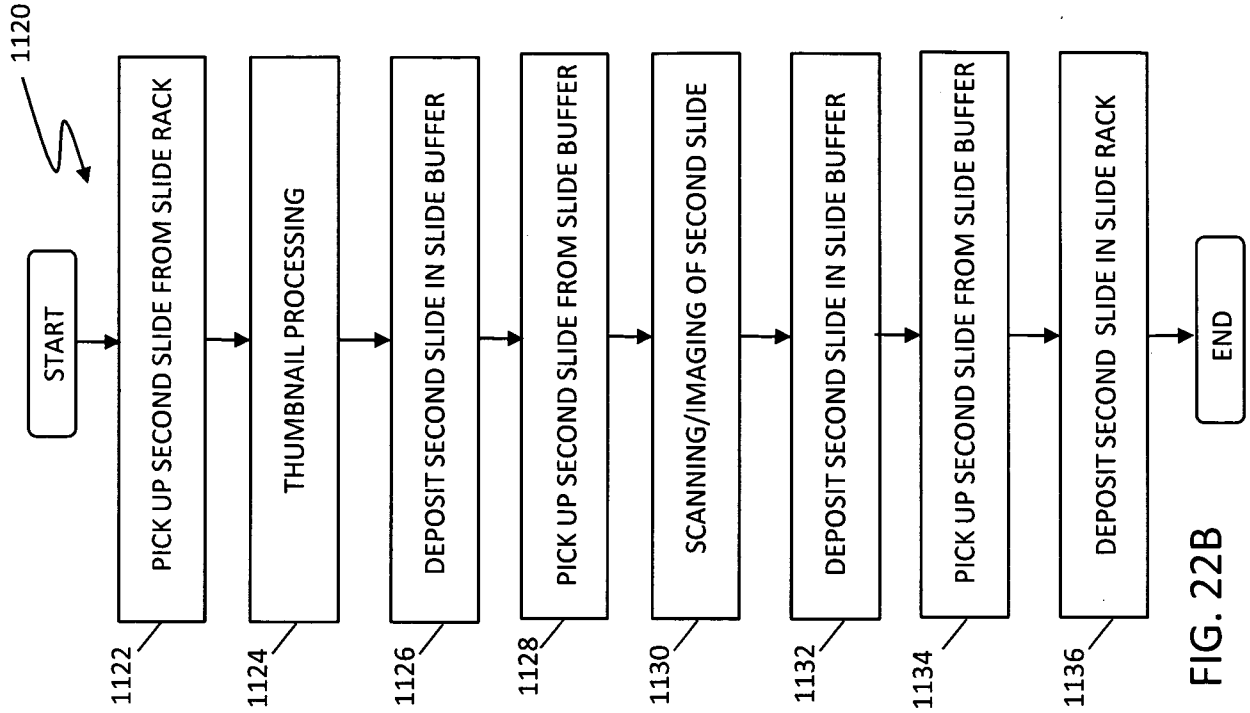 1120
START
1122
PICK UP SECOND SLIDE FROM SLIDE RACK
1124
THUMBNAIL PROCESSING
1126
DEPOSIT SECOND SLIDE IN SLIDE BUFFER
1128
PICK UP SECOND SLIDE FROM SLIDE BUFFER
1130
SCANNING/IMAGING OF SECOND SLIDE
1132
DEPOSIT SECOND SLIDE IN SLIDE BUFFER
1134
PICK UP SECOND SLIDE FROM SLIDE BUFFER
1136
DEPOSIT SECOND SLIDE IN SLIDE RACK
END
FIG. 22B